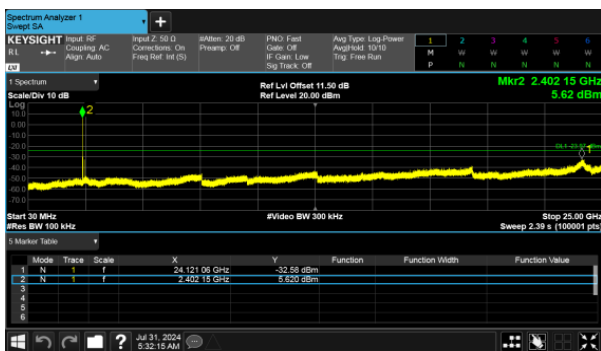 Spectrum Analyzer 1
Swept SA
+
KEYSIGHT Input: RF Input Z: 50 Ω #Atten: 20 dB PNO: Fast Avg Type: Log-Power 1 2 3 4 5 6
RL Coupling: AC Corrections: On Preamp: Off Gate: Off Avg|Hold: 10/10 M W W W W W
Align: Auto Freq Ref: Int (S) IF Gain: Low Trig: Free Run
LXI Sig Track: Off P N N N N N
1 Spectrum Mkr2 2.402 15 GHz
Ref Lvl Offset 11.50 dB
Scale/Div 10 dB Ref Level 20.00 dBm 5.62 dBm
Log
10.0
0.00
-10.0
-20.0
-30.0
-40.0
-50.0
-60.0
-70.0
2
1
Start 30 MHz #Video BW 300 kHz Stop 25.00 GHz
#Res BW 100 kHz Sweep 2.39 s (100001 pts)
5 Marker Table
Mode Trace Scale X Y Function Function Width Function Value
1 N 1 f 24.121 06 GHz -32.58 dBm
2 N 1 f 2.402 15 GHz 5.620 dBm
3
4
5
6
? Jul 31, 2024
5:32:15 AM